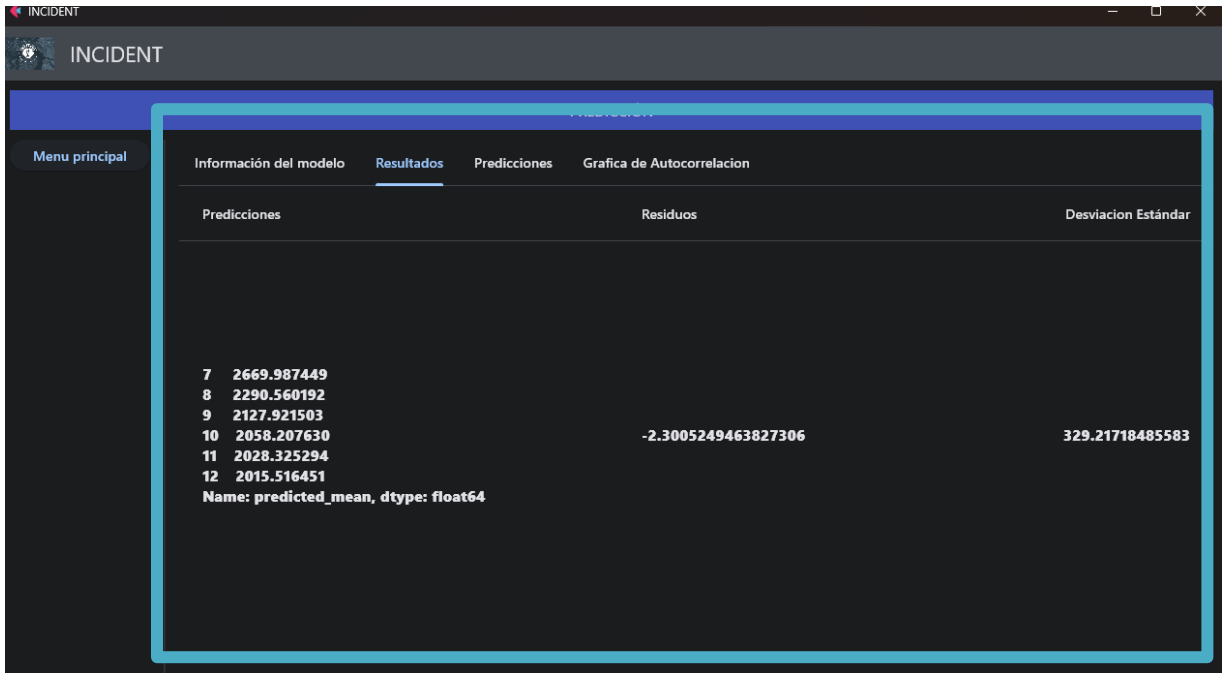 INCIDENT
INCIDENT
Menu principal
Información del modelo Resultados Predicciones Grafica de Autocorrelacion
Predicciones Residuos Desviacion Estándar
7 2669.987449
8 2290.560192
9 2127.921503
10 2058.207630 -2.3005249463827306 329.21718485583
11 2028.325294
12 2015.516451
Name: predicted_mean, dtype: float64